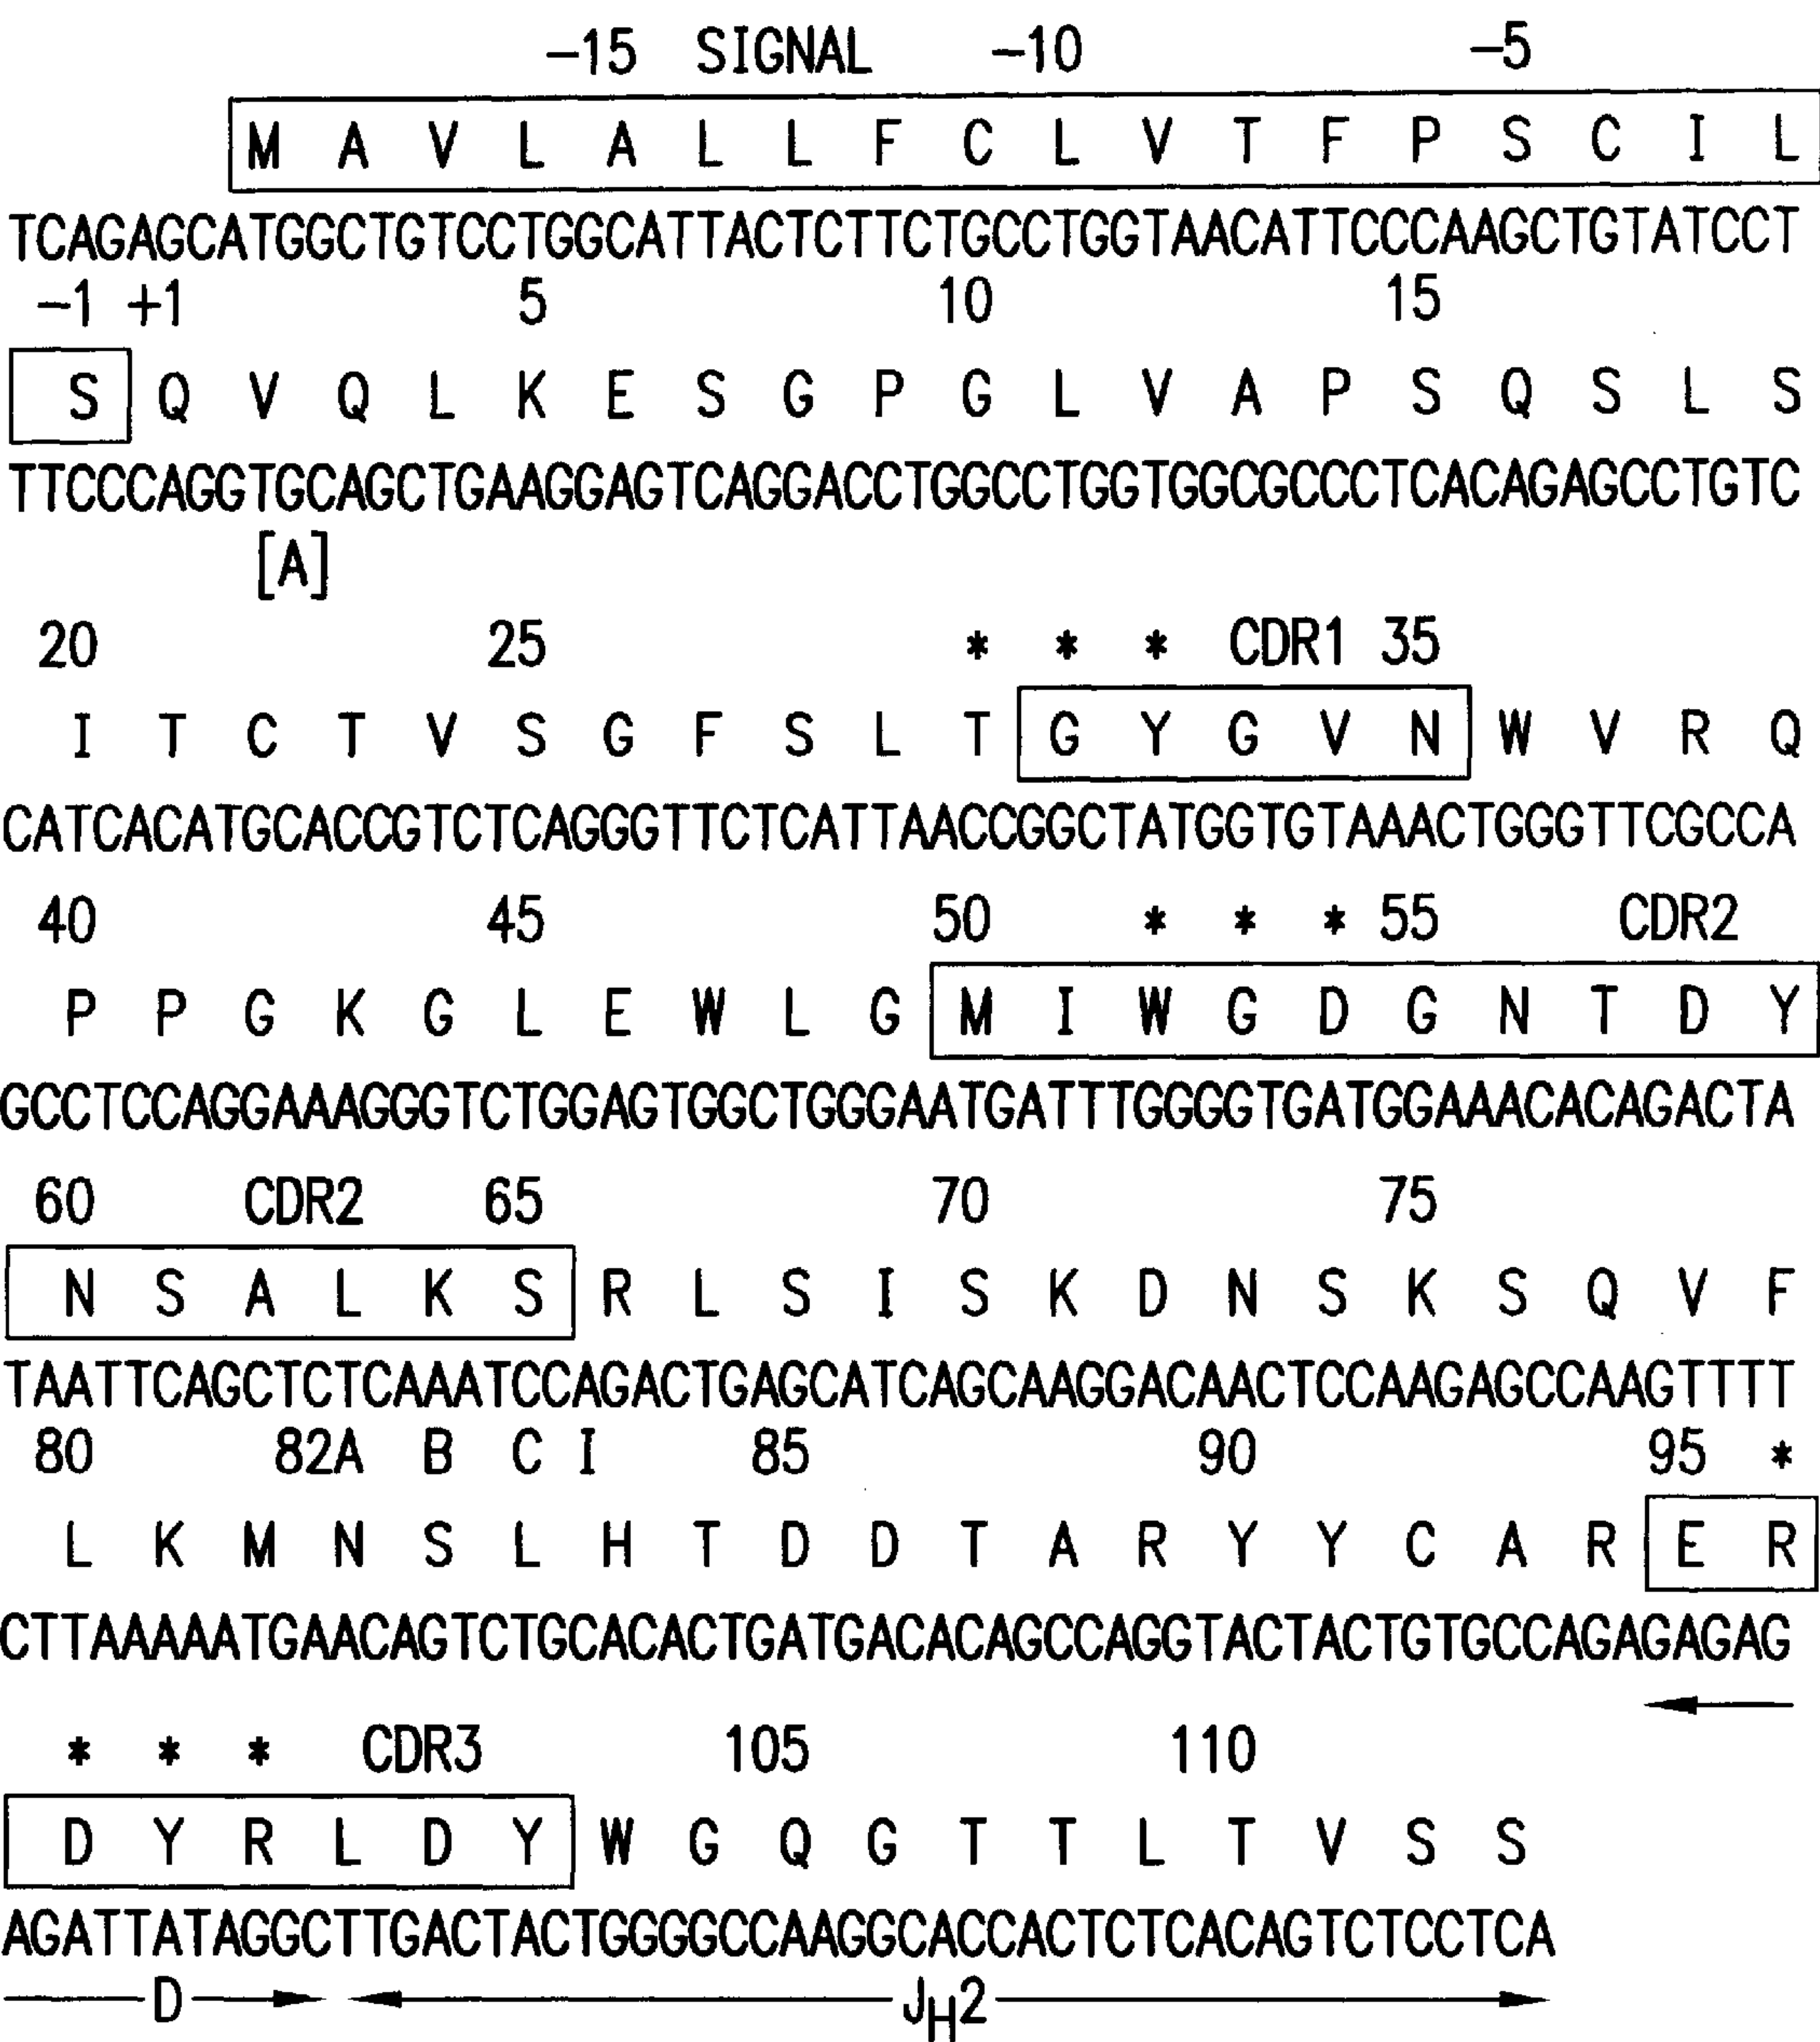 -15 SIGNAL -10 -5
M A V L A L L F C L V T F P S C I L
TCAGAGCATGGCTGTCCTGGCATTACTCTTCTGCCTGGTAACATTCCCAAGCTGTATCCT
-1 +1 5 10 15
S Q V Q L K E S G P G L V A P S Q S L S
TTCCCAGGTGCAGCTGAAGGAGTCAGGACCTGGCCTGGTGGCGCCCTCACAGAGCCTGTC
[A]
20 25 * * * CDR1 35
I T C T V S G F S L T G Y G V N W V R Q
CATCACATGCACCGTCTCAGGGTTCTCATTAACCGGCTATGGTGTAAACTGGGTTCGCCA
40 45 50 * * * 55 CDR2
P P G K G L E W L G M I W G D G N T D Y
GCCTCCAGGAAAGGGTCTGGAGTGGCTGGGAATGATTTGGGGTGATGGAAACACAGACTA
60 CDR2 65 70 75
N S A L K S R L S I S K D N S K S Q V F
TAATTCAGCTCTCAAATCCAGACTGAGCATCAGCAAGGACAACTCCAAGAGCCAAGTTTT
80 82A B C I 85 90 95 *
L K M N S L H T D D T A R Y Y C A R E R
CTTAAAAATGAACAGTCTGCACACTGATGACACAGCCAGGTACTACTGTGCCAGAGAGAG
* * * CDR3 105 110
D Y R L D Y W G Q G T T L T V S S
AGATTATAGGCTTGACTACTGGGGCCAAGGCACCACTCTCACAGTCTCCTCA
D JH2